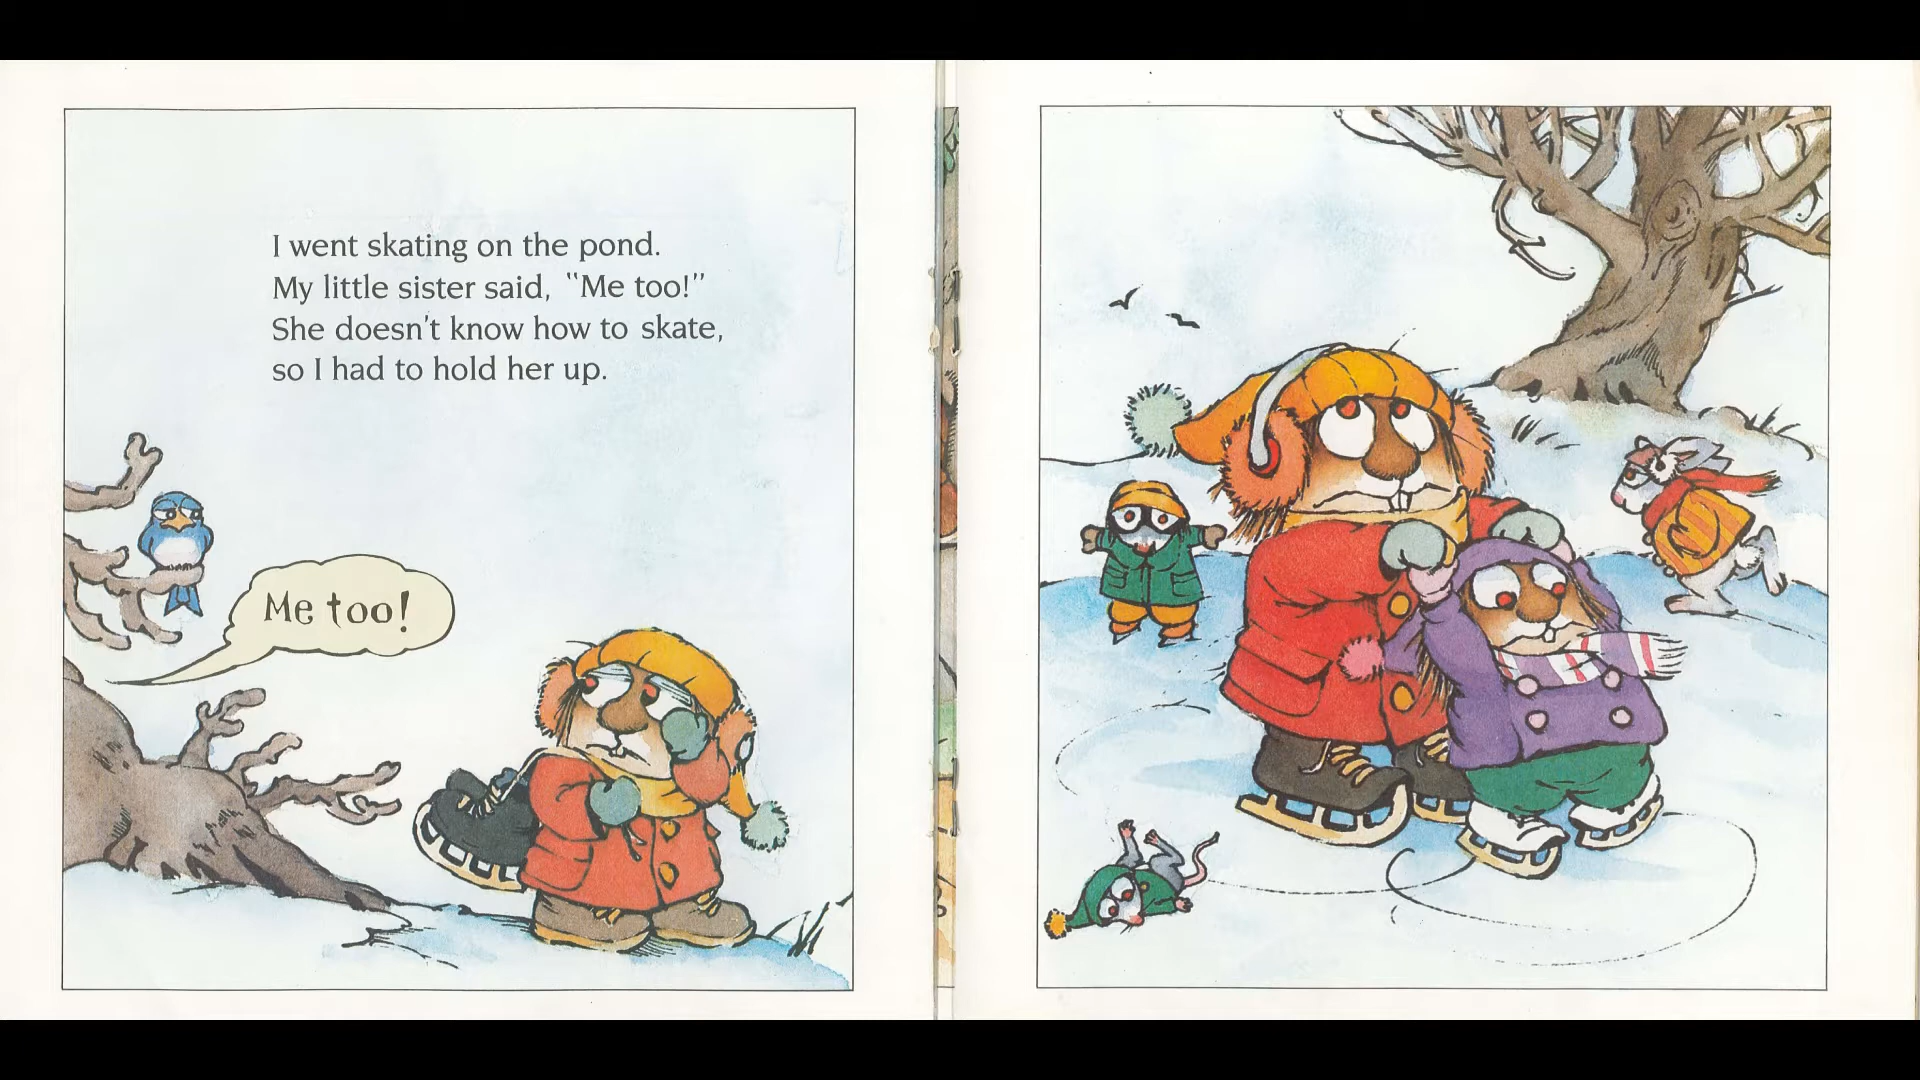 I went skating on the pond.
My little sister said, “Me too!”
She doesn't know how to skate,
so I had to hold her up.
Me too!